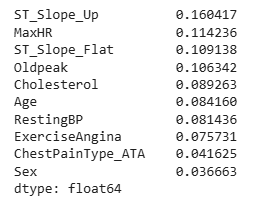 ST_Slope_Up 0.160417
MaxHR 0.114236
ST_Slope_Flat 0.109138
Oldpeak 0.106342
Cholesterol 0.089263
Age 0.084160
RestingBP 0.081436
ExerciseAngina 0.075731
ChestPainType_ATA 0.041625
Sex 0.036663
dtype: float64